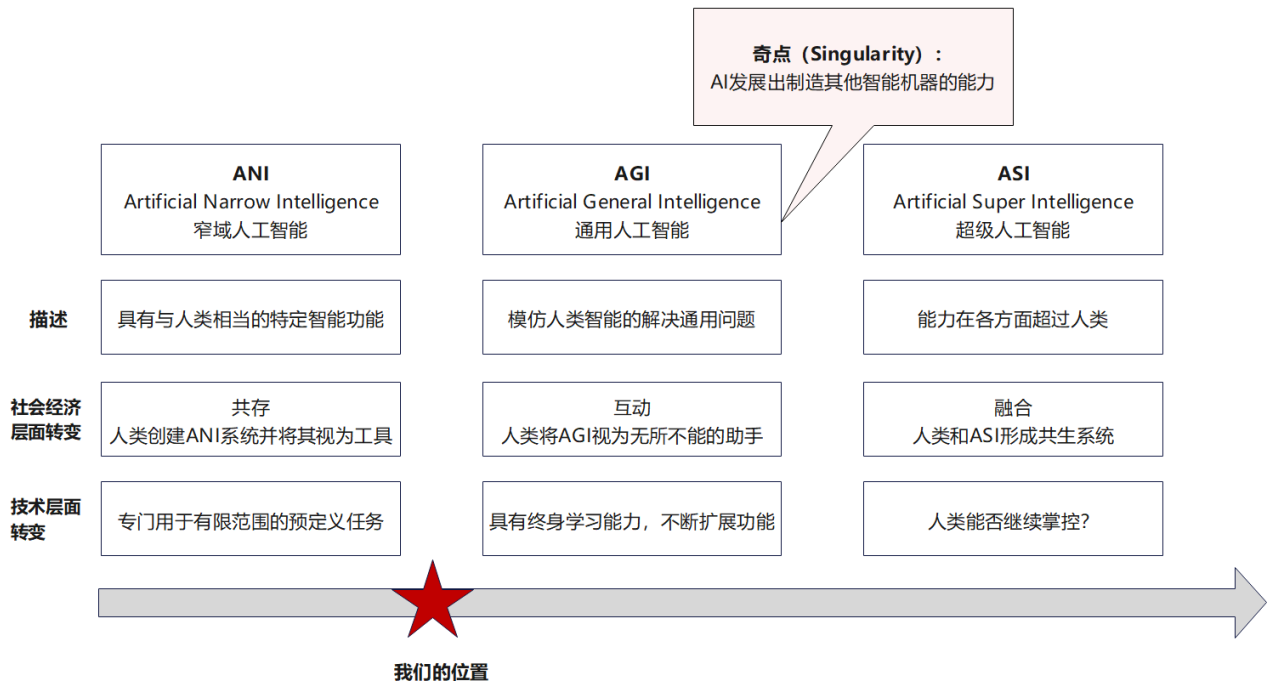 奇点（Singularity）：
AI发展出制造其他智能机器的能力
ANI
Artificial Narrow Intelligence
窄域人工智能
AGI
Artificial General Intelligence
通用人工智能
ASI
Artificial Super Intelligence
超级人工智能
描述
具有与人类相当的特定智能功能
模仿人类智能的解决通用问题
能力在各方面超过人类
社会经济
层面转变
共存
人类创建ANI系统并将其视为工具
互动
人类将AGI视为无所不能的助手
融合
人类和ASI形成共生系统
技术层面
转变
专门用于有限范围的预定义任务
具有终身学习能力，不断扩展功能
人类能否继续掌控？
我们的位置